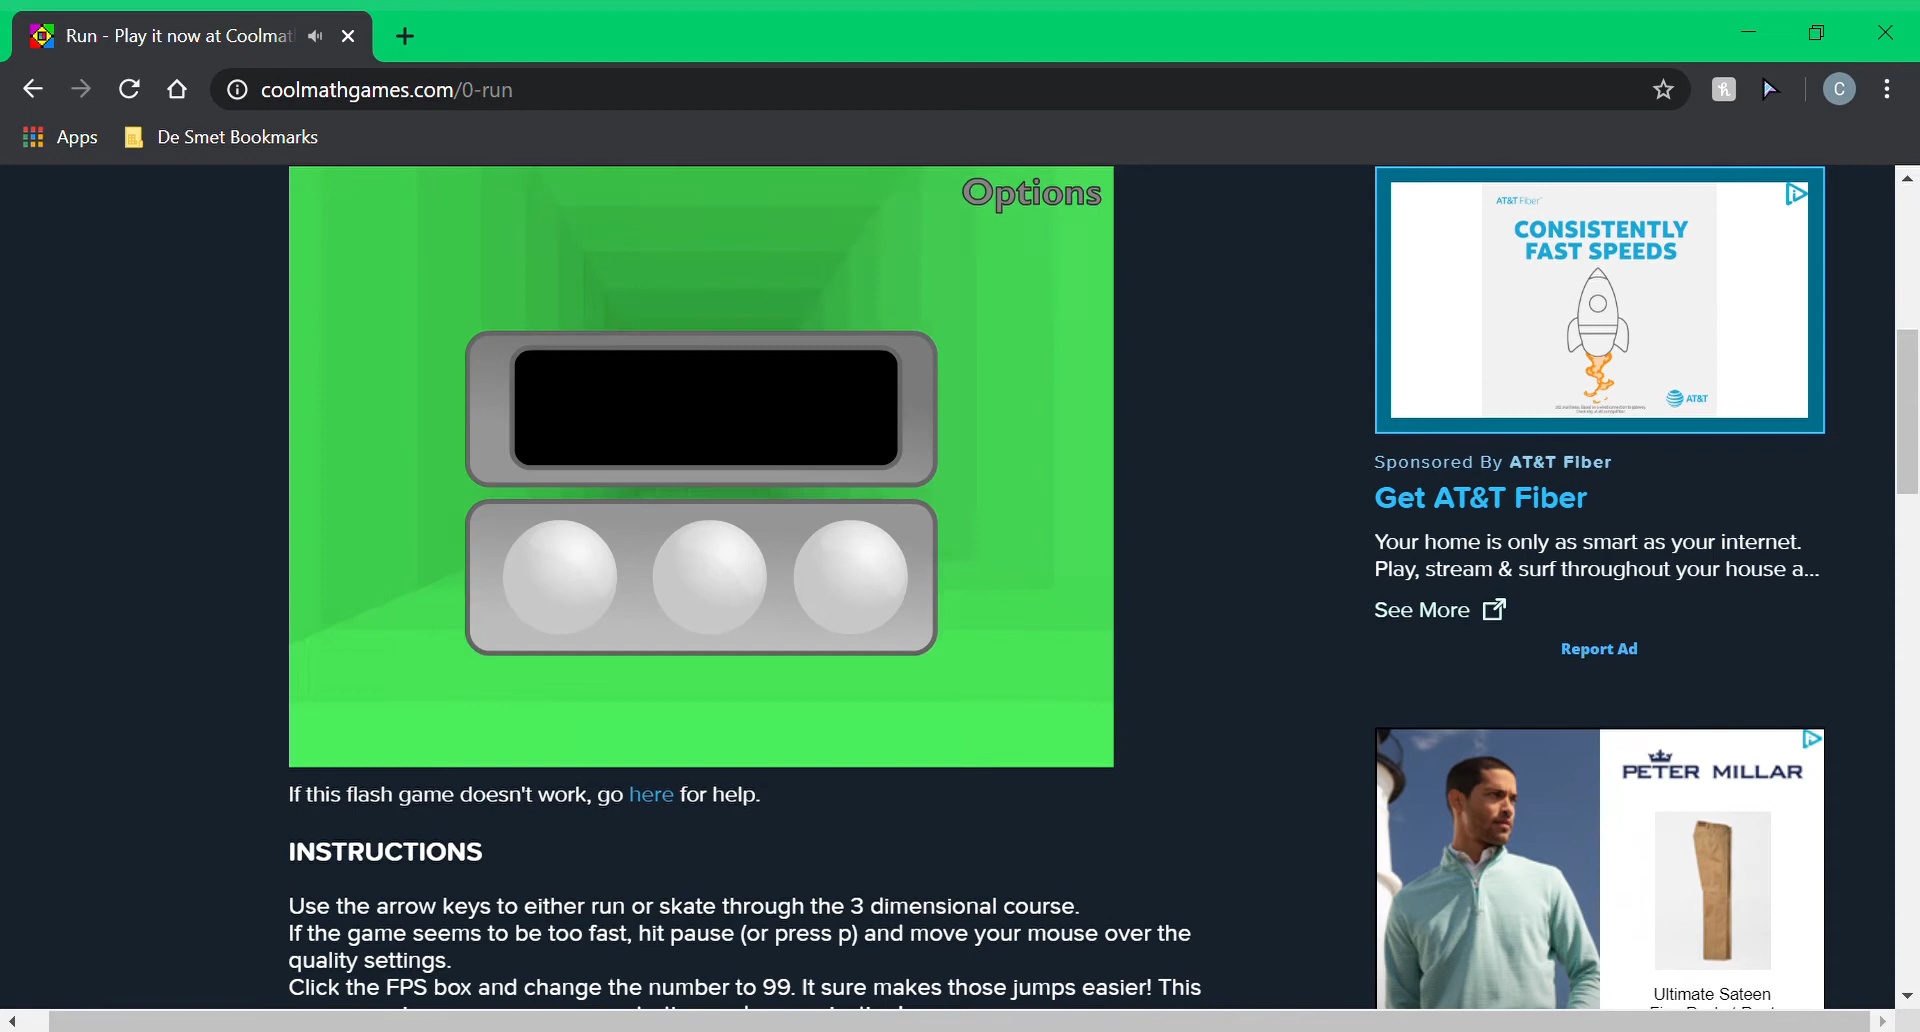 Run - Play it now at Coolmat
coolmathgames.com/0-run
C
Apps
De Smet Bookmarks
Options
If this flash game doesn't work, go here for help.
INSTRUCTIONS
Use the arrow keys to either run or skate through the 3 dimensional course.
If the game seems to be too fast, hit pause (or press p) and move your mouse over the
quality settings.
Click the FPS box and change the number to 99. It sure makes those jumps easier! This
AT&T Fiber
CONSISTENTLY
FAST SPEEDS
AT&T
Sponsored By AT&T Fiber
Get AT&T Fiber
Your home is only as smart as your internet.
Play, stream & surf throughout your house a...
See More
Report Ad
PETER MILLAR
Ultimate Sateen